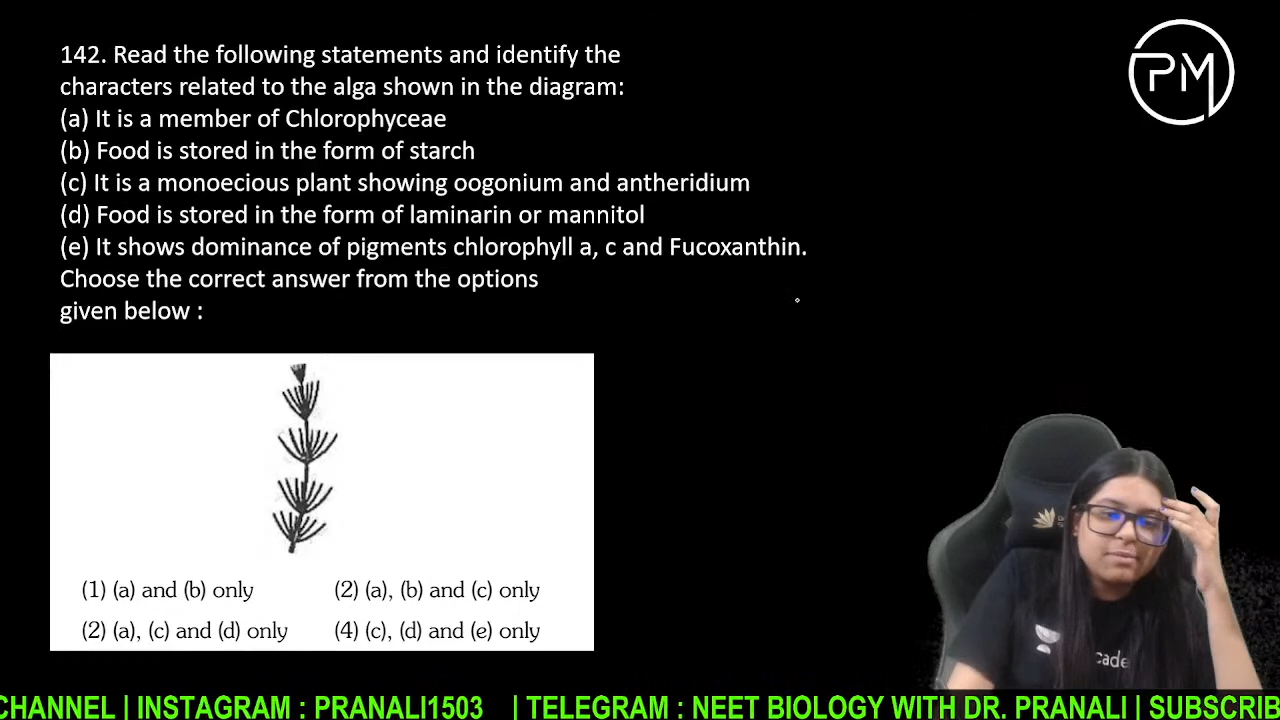 142. Read the following statements and identify the
characters related to the alga shown in the diagram:
(a) It is a member of Chlorophyceae
(b) Food is stored in the form of starch
(c) It is a monoecious plant showing oogonium and antheridium
(d) Food is stored in the form of laminarin or mannitol
(e) It shows dominance of pigments chlorophyll a, c and Fucoxanthin.
Choose the correct answer from the options
given below :
PM
(1) (a) and (b) only (2) (a), (b) and (c) only
(2) (a), (c) and (d) only (4) (c), (d) and (e) only
cade
CHANNEL | INSTAGRAM : PRANALI1503 | TELEGRAM : NEET BIOLOGY WITH DR. PRANALI | SUBSCRIB